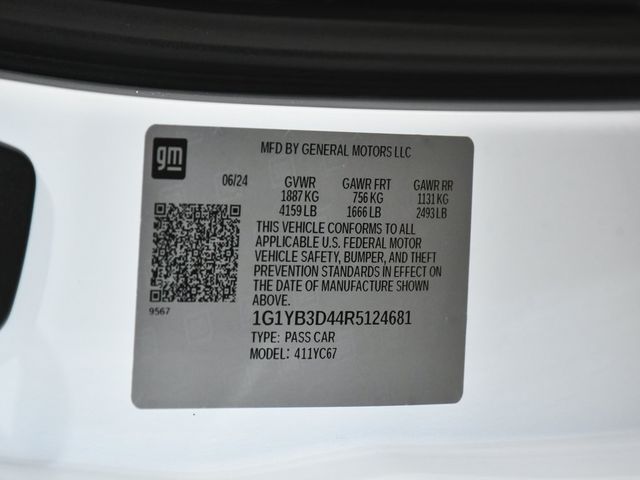 gm
MFD BY GENERAL MOTORS LLC
06/24 GVWR GAWR FRT GAWR RR
1887 KG 756 KG 1131 KG
4159 LB 1666 LB 2493 LB
THIS VEHICLE CONFORMS TO ALL
APPLICABLE U.S. FEDERAL MOTOR
VEHICLE SAFETY, BUMPER, AND THEFT
PREVENTION STANDARDS IN EFFECT ON
THE DATE OF MANUFACTURE SHOWN
ABOVE.
9567
1G1YB3D44R5124681
TYPE: PASS CAR
MODEL: 411YC67